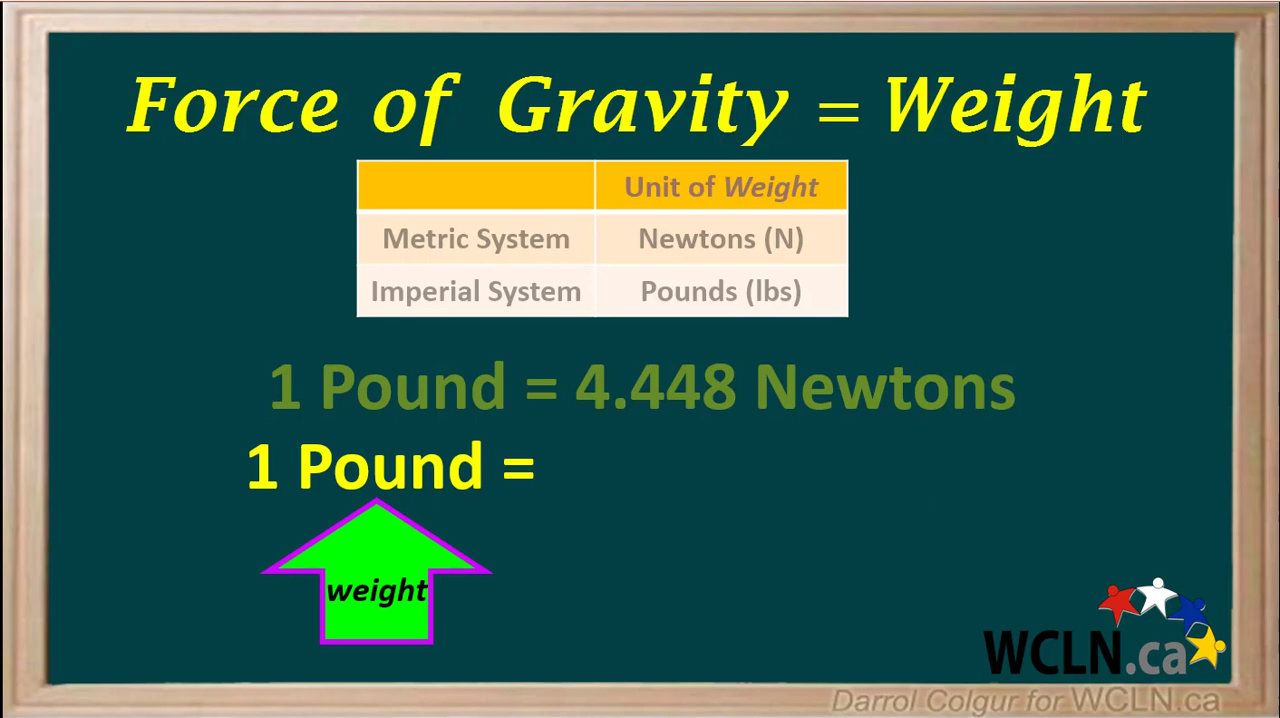 Force of Gravity = Weight
Unit of Weight
Metric System Newtons (N)
Imperial System Pounds (lbs)
1 Pound = 4.448 Newtons
1 Pound =
weight
WCLN.ca
Darrol Colgur for WCLN.ca